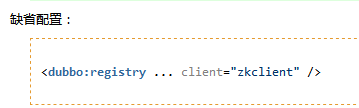 缺省配置：
<dubbo:registry ... client="zkclient" />